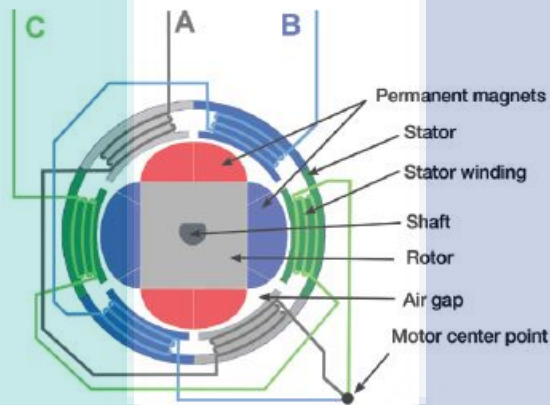 C
A
B
Permanent magnets
Stator
Stator winding
Shaft
Rotor
Air gap
Motor center point